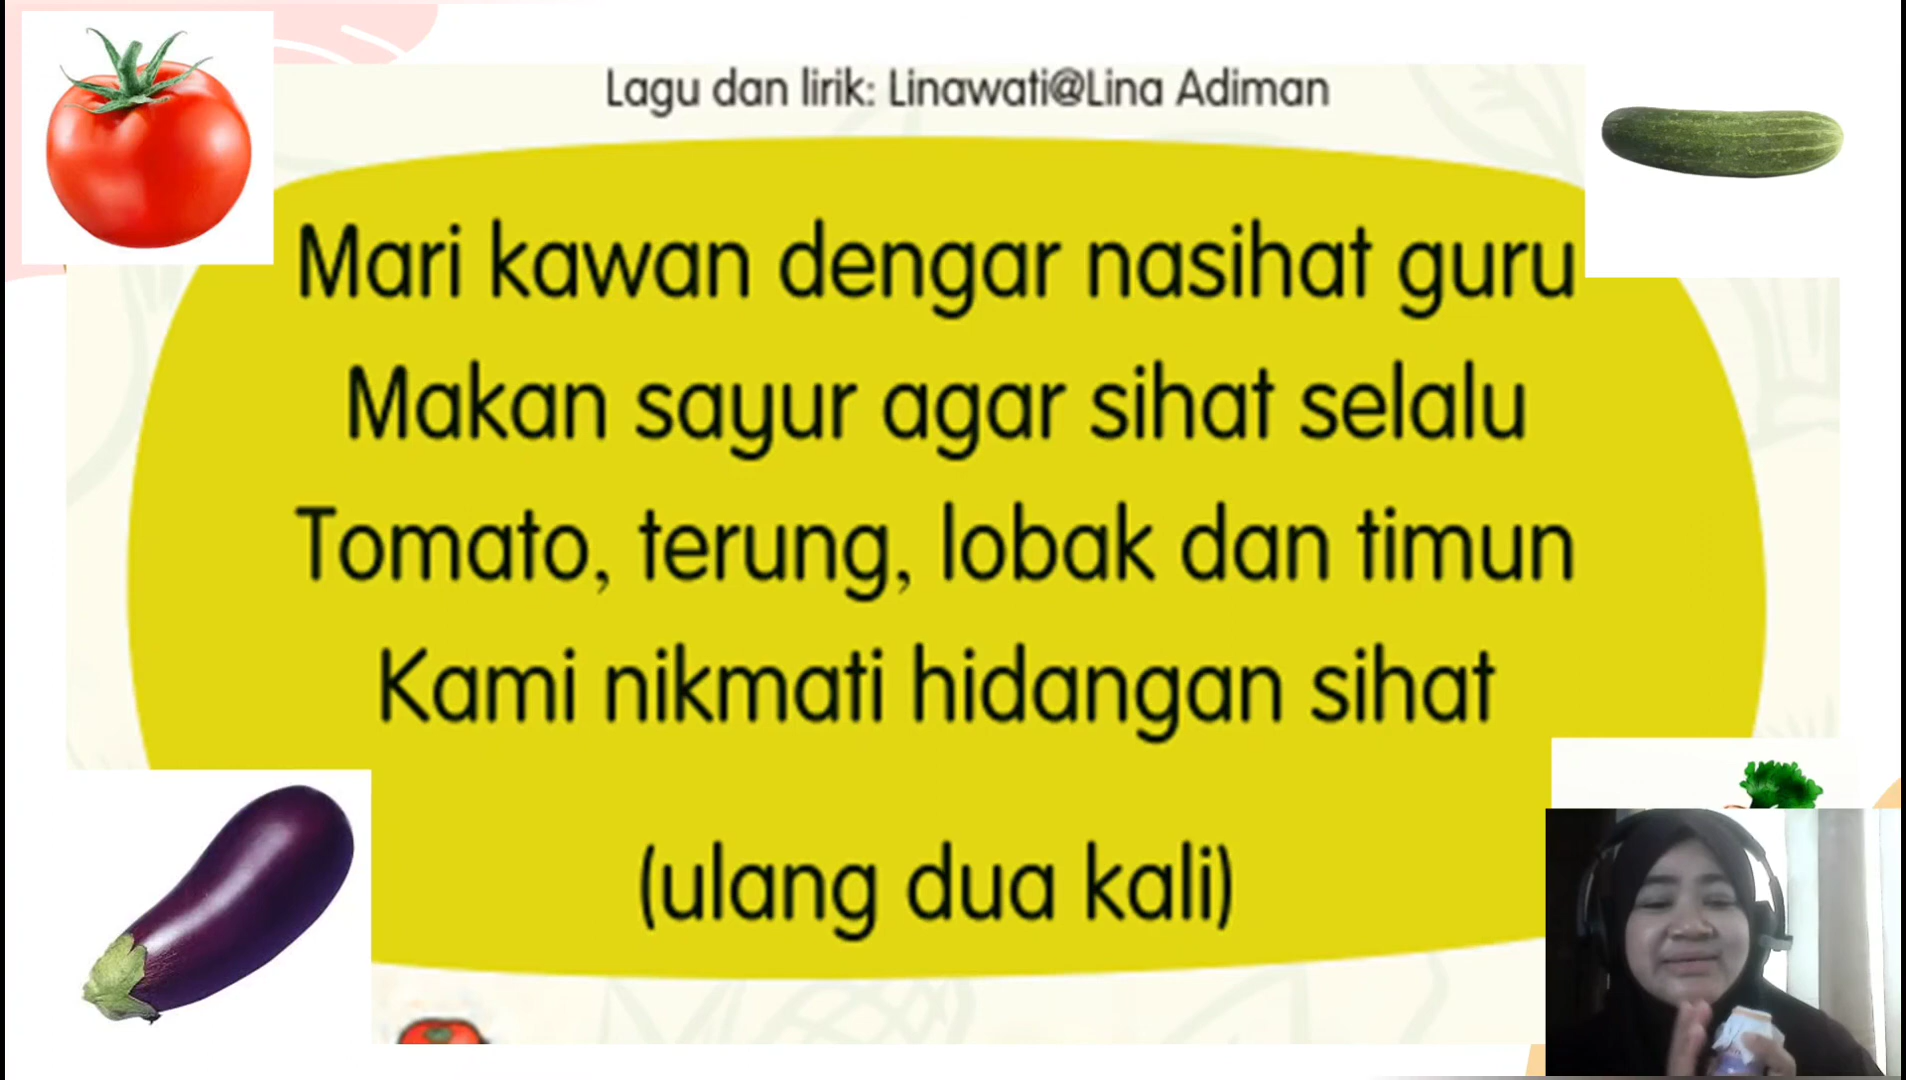 Lagu dan lirik: Linawati@Lina Adiman
Mari kawan dengar nasihat guru
Makan sayur agar sihat selalu
Tomato, terung, lobak dan timun
Kami nikmati hidangan sihat
(ulang dua kali)